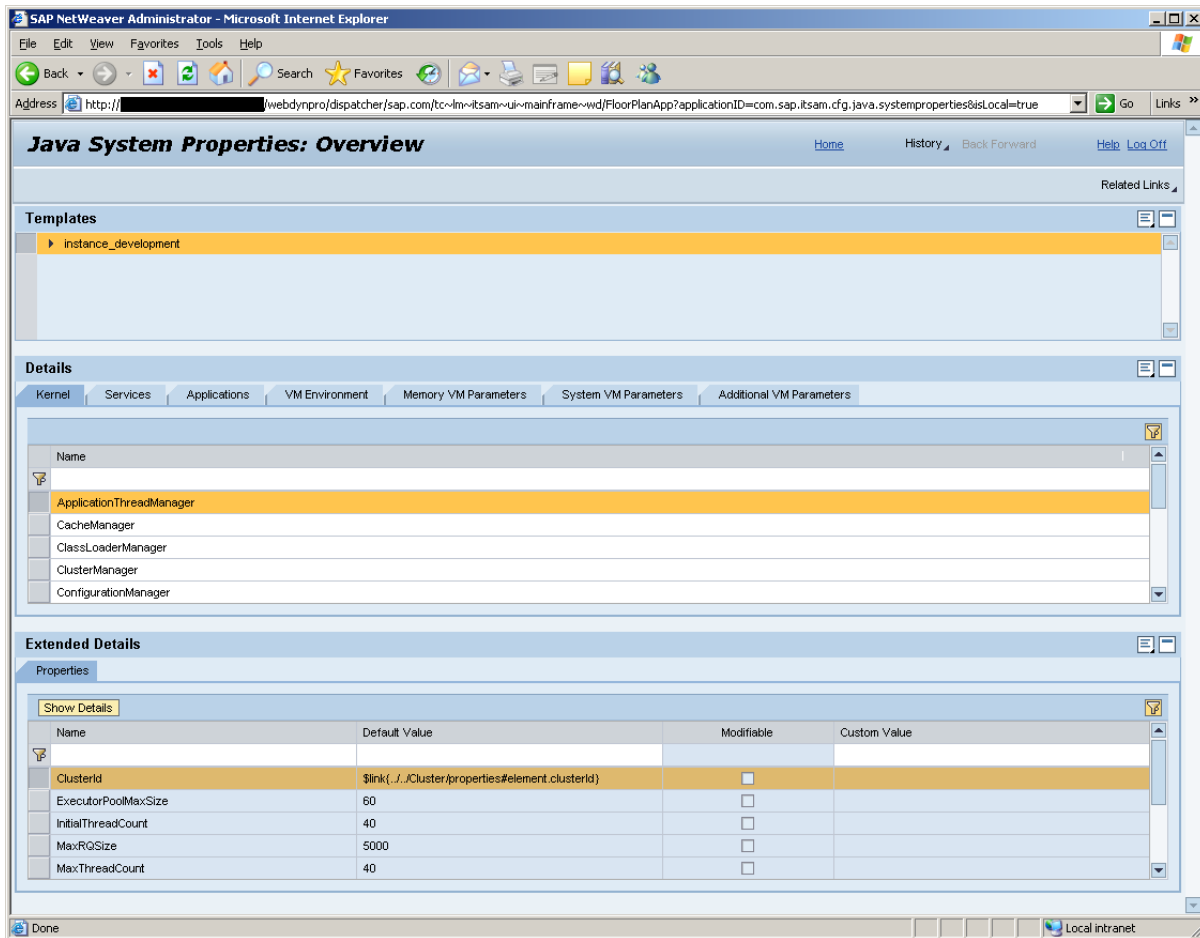 SAP NetWeaver Administrator - Microsoft Internet Explorer
File Edit View Favorites Tools Help
Back Search Favorites
Address http:// /webdynpro/dispatcher/sap.com/tc~lm~itsam~ui~mainframe~wd/FloorPlanApp?applicationID=com.sap.itsam.cfg.java.systemproperties&isLocal=true Go Links »
Java System Properties: Overview Home History Back Forward Help Log Off
Related Links
Templates
instance_development
Details
Kernel Services Applications VM Environment Memory VM Parameters System VM Parameters Additional VM Parameters
Name
ApplicationThreadManager
CacheManager
ClassLoaderManager
ClusterManager
ConfigurationManager
Extended Details
Properties
Show Details
Name Default Value Modifiable Custom Value
ClusterId $link{../../Cluster/properties#element.clusterId}
ExecutorPoolMaxSize 60
InitialThreadCount 40
MaxRQSize 5000
MaxThreadCount 40
Done Local intranet